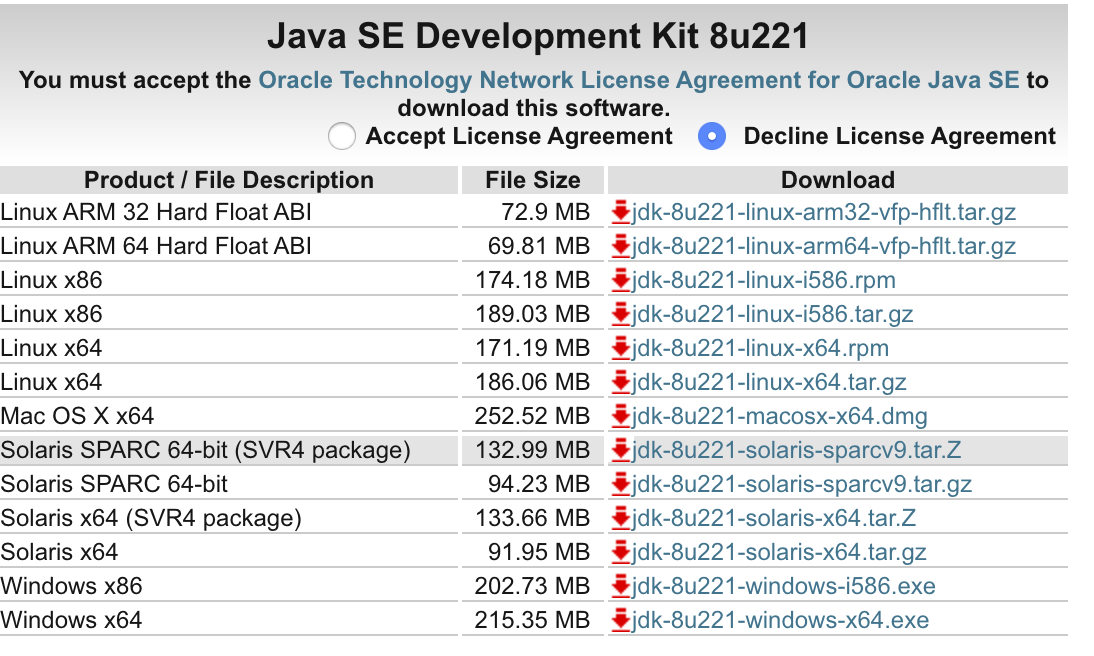 Java SE Development Kit 8u221
You must accept the Oracle Technology Network License Agreement for Oracle Java SE to
download this software.
Accept License Agreement Decline License Agreement
Product / File Description File Size Download
Linux ARM 32 Hard Float ABI 72.9 MB jdk-8u221-linux-arm32-vfp-hflt.tar.gz
Linux ARM 64 Hard Float ABI 69.81 MB jdk-8u221-linux-arm64-vfp-hflt.tar.gz
Linux x86 174.18 MB jdk-8u221-linux-i586.rpm
Linux x86 189.03 MB jdk-8u221-linux-i586.tar.gz
Linux x64 171.19 MB jdk-8u221-linux-x64.rpm
Linux x64 186.06 MB jdk-8u221-linux-x64.tar.gz
Mac OS X x64 252.52 MB jdk-8u221-macosx-x64.dmg
Solaris SPARC 64-bit (SVR4 package) 132.99 MB jdk-8u221-solaris-sparcv9.tar.Z
Solaris SPARC 64-bit 94.23 MB jdk-8u221-solaris-sparcv9.tar.gz
Solaris x64 (SVR4 package) 133.66 MB jdk-8u221-solaris-x64.tar.Z
Solaris x64 91.95 MB jdk-8u221-solaris-x64.tar.gz
Windows x86 202.73 MB jdk-8u221-windows-i586.exe
Windows x64 215.35 MB jdk-8u221-windows-x64.exe